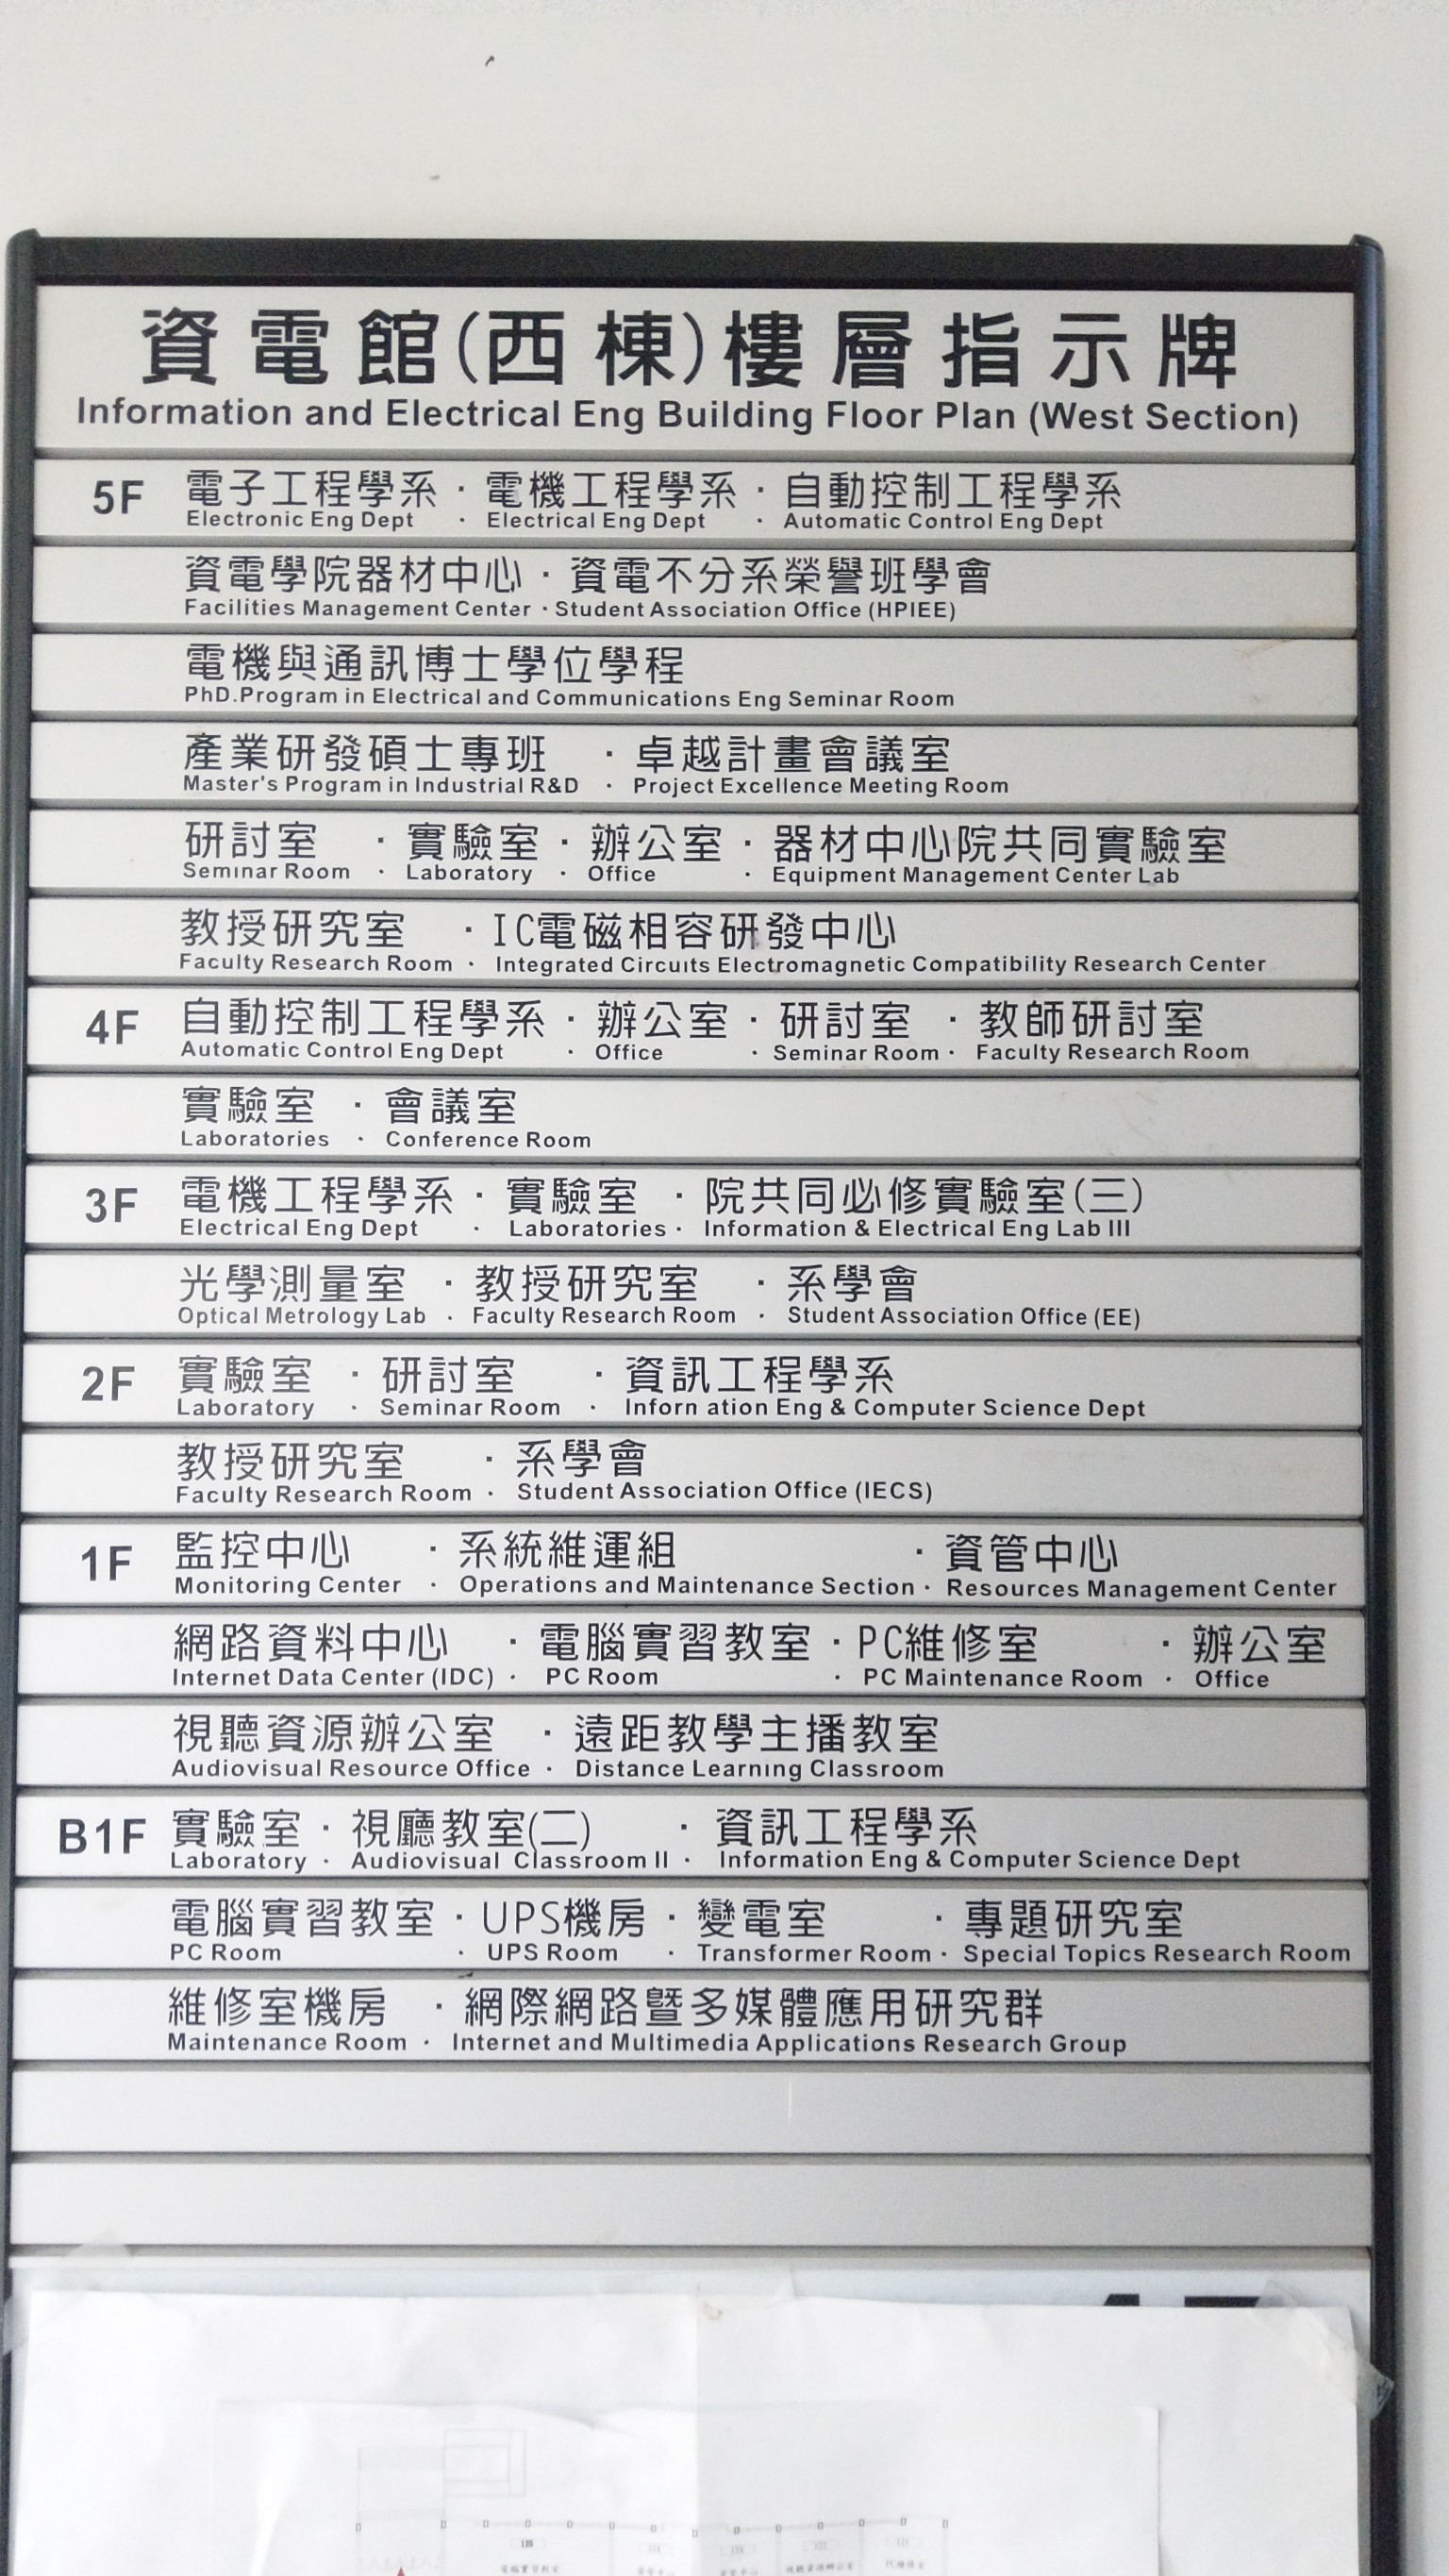 資電館(西棟)樓層指示牌
Information and Electrical Eng Building Floor Plan (West Section)
5F 電子工程學系 · 電機工程學系 · 自動控制工程學系
Electronic Eng Dept · Electrical Eng Dept · Automatic Control Eng Dept
資電學院器材中心 · 資電不分系榮譽班學會
Facilities Management Center · Student Association Office (HPIEE)
電機與通訊博士學位學程
PhD.Program in Electrical and Communications Eng Seminar Room
產業研發碩士專班 · 卓越計畫會議室
Master's Program in Industrial R&D · Project Excellence Meeting Room
研討室 · 實驗室 · 辦公室 · 器材中心院共同實驗室
Seminar Room · Laboratory · Office · Equipment Management Center Lab
教授研究室 · IC電磁相容研發中心
Faculty Research Room · Integrated Circuits Electromagnetic Compatibility Research Center
4F 自動控制工程學系 · 辦公室 · 研討室 · 教師研討室
Automatic Control Eng Dept · Office · Seminar Room · Faculty Research Room
實驗室 · 會議室
Laboratories · Conference Room
3F 電機工程學系 · 實驗室 · 院共同必修實驗室(三)
Electrical Eng Dept · Laboratories · Information & Electrical Eng Lab III
光學測量室 · 教授研究室 · 系學會
Optical Metrology Lab · Faculty Research Room · Student Association Office (EE)
2F 實驗室 · 研討室 · 資訊工程學系
Laboratory · Seminar Room · Inforn ation Eng & Computer Science Dept
教授研究室 · 系學會
Faculty Research Room · Student Association Office (IECS)
1F 監控中心 · 系統維運組 · 資管中心
Monitoring Center · Operations and Maintenance Section · Resources Management Center
網路資料中心 · 電腦實習教室 · PC維修室 · 辦公室
Internet Data Center (IDC) · PC Room · PC Maintenance Room · Office
視聽資源辦公室 · 遠距教學主播教室
Audiovisual Resource Office · Distance Learning Classroom
B1F 實驗室 · 視廳教室(二) · 資訊工程學系
Laboratory · Audiovisual Classroom II · Information Eng & Computer Science Dept
電腦實習教室 · UPS機房 · 變電室 · 專題研究室
PC Room · UPS Room · Transformer Room · Special Topics Research Room
維修室機房 · 網際網路暨多媒體應用研究群
Maintenance Room · Internet and Multimedia Applications Research Group